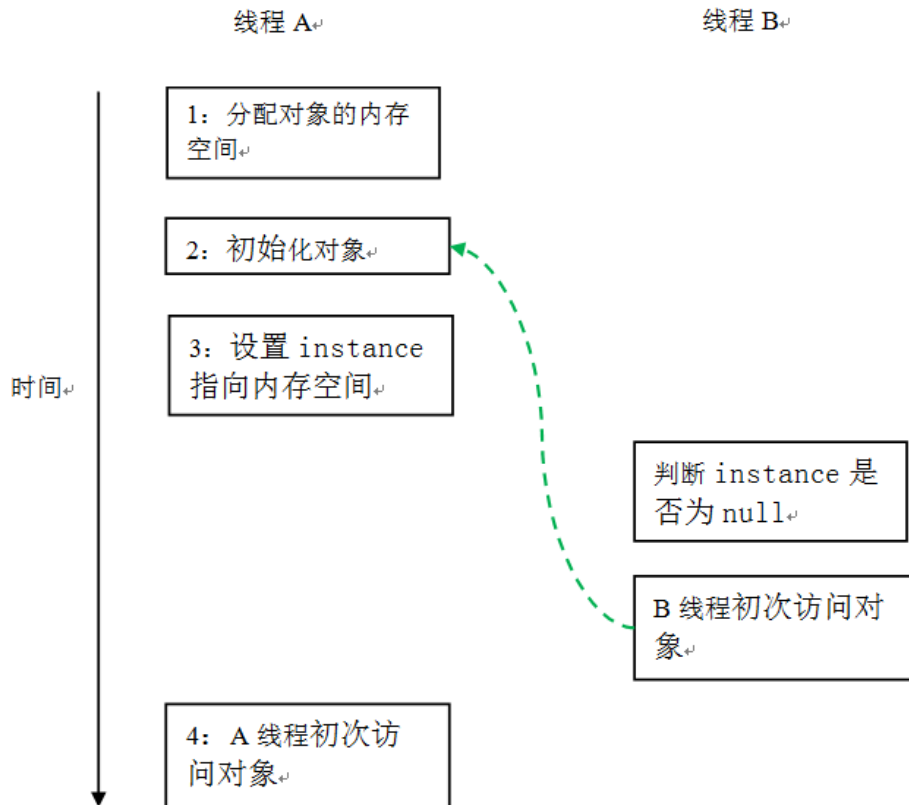 线程 A↵
线程 B↵
1：分配对象的内存
空间↵
2：初始化对象↵
3：设置 instance
指向内存空间↵
时间↵
判断 instance 是
否为 null↵
B 线程初次访问对
象↵
4：A 线程初次访
问对象↵